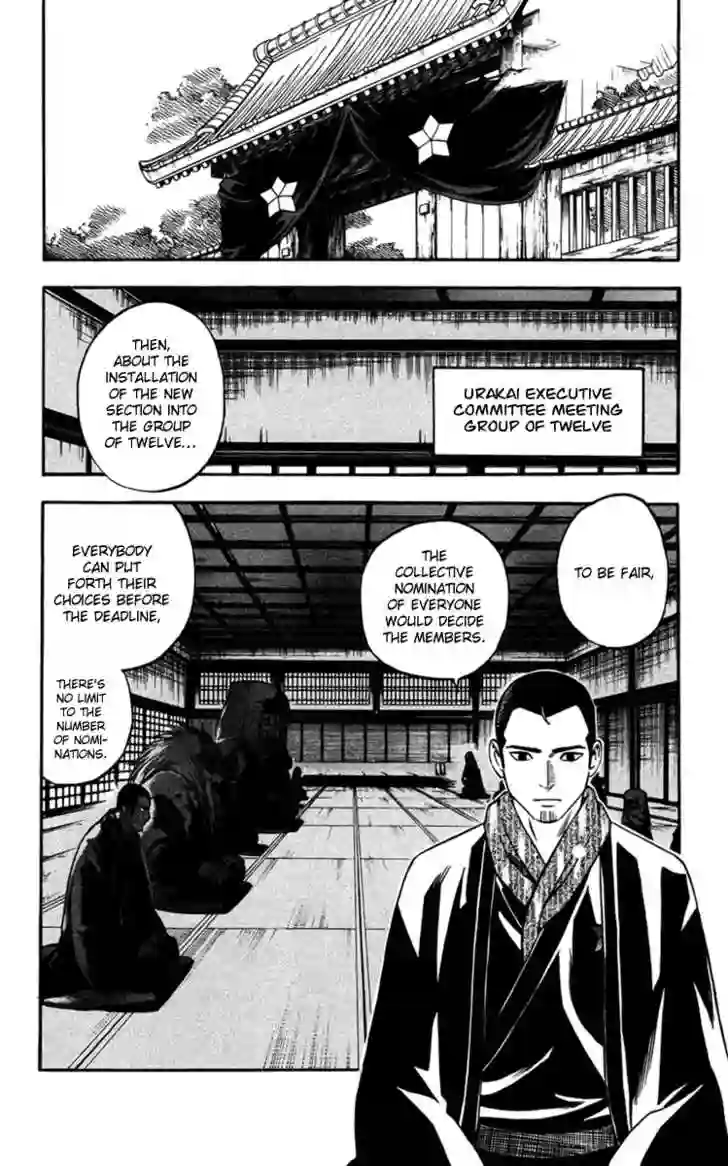 THEN,
ABOUT THE
INSTALLATION
OF THE NEW
SECTION INTO
THE GROUP
OF TWELVE...
URAKAI EXECUTIVE
COMMITTEE MEETING
GROUP OF TWELVE
TO BE FAIR,
THE
COLLECTIVE
NOMINATION
OF EVERYONE
WOULD DECIDE
THE MEMBERS.
EVERYBODY
CAN PUT
FORTH THEIR
CHOICES BEFORE
THE DEADLINE,
THERE'S
NO LIMIT
TO THE
NUMBER
OF NOMI-
NATIONS.